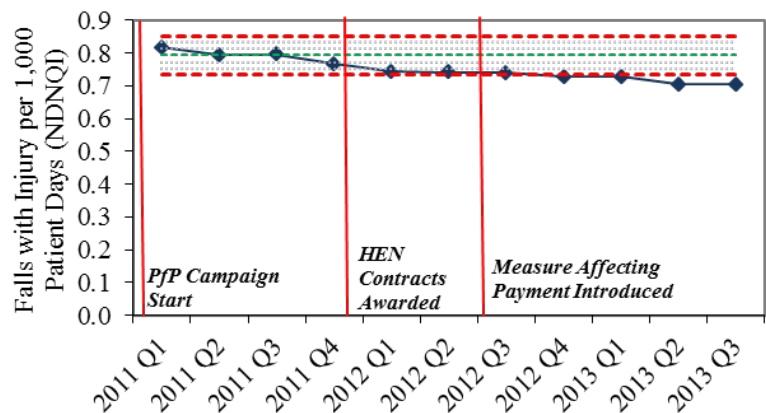 Falls with Injury per 1,000
Patient Days (NDNQI)
0.9
0.8
0.7
0.6
0.5
0.4
0.3
0.2
0.1
0.0
PfP Campaign
Start
HEN
Contracts
Awarded
Measure Affecting
Payment Introduced
2011 Q1
2011 Q2
2011 Q3
2011 Q4
2012 Q1
2012 Q2
2012 Q3
2012 Q4
2013 Q1
2013 Q2
2013 Q3